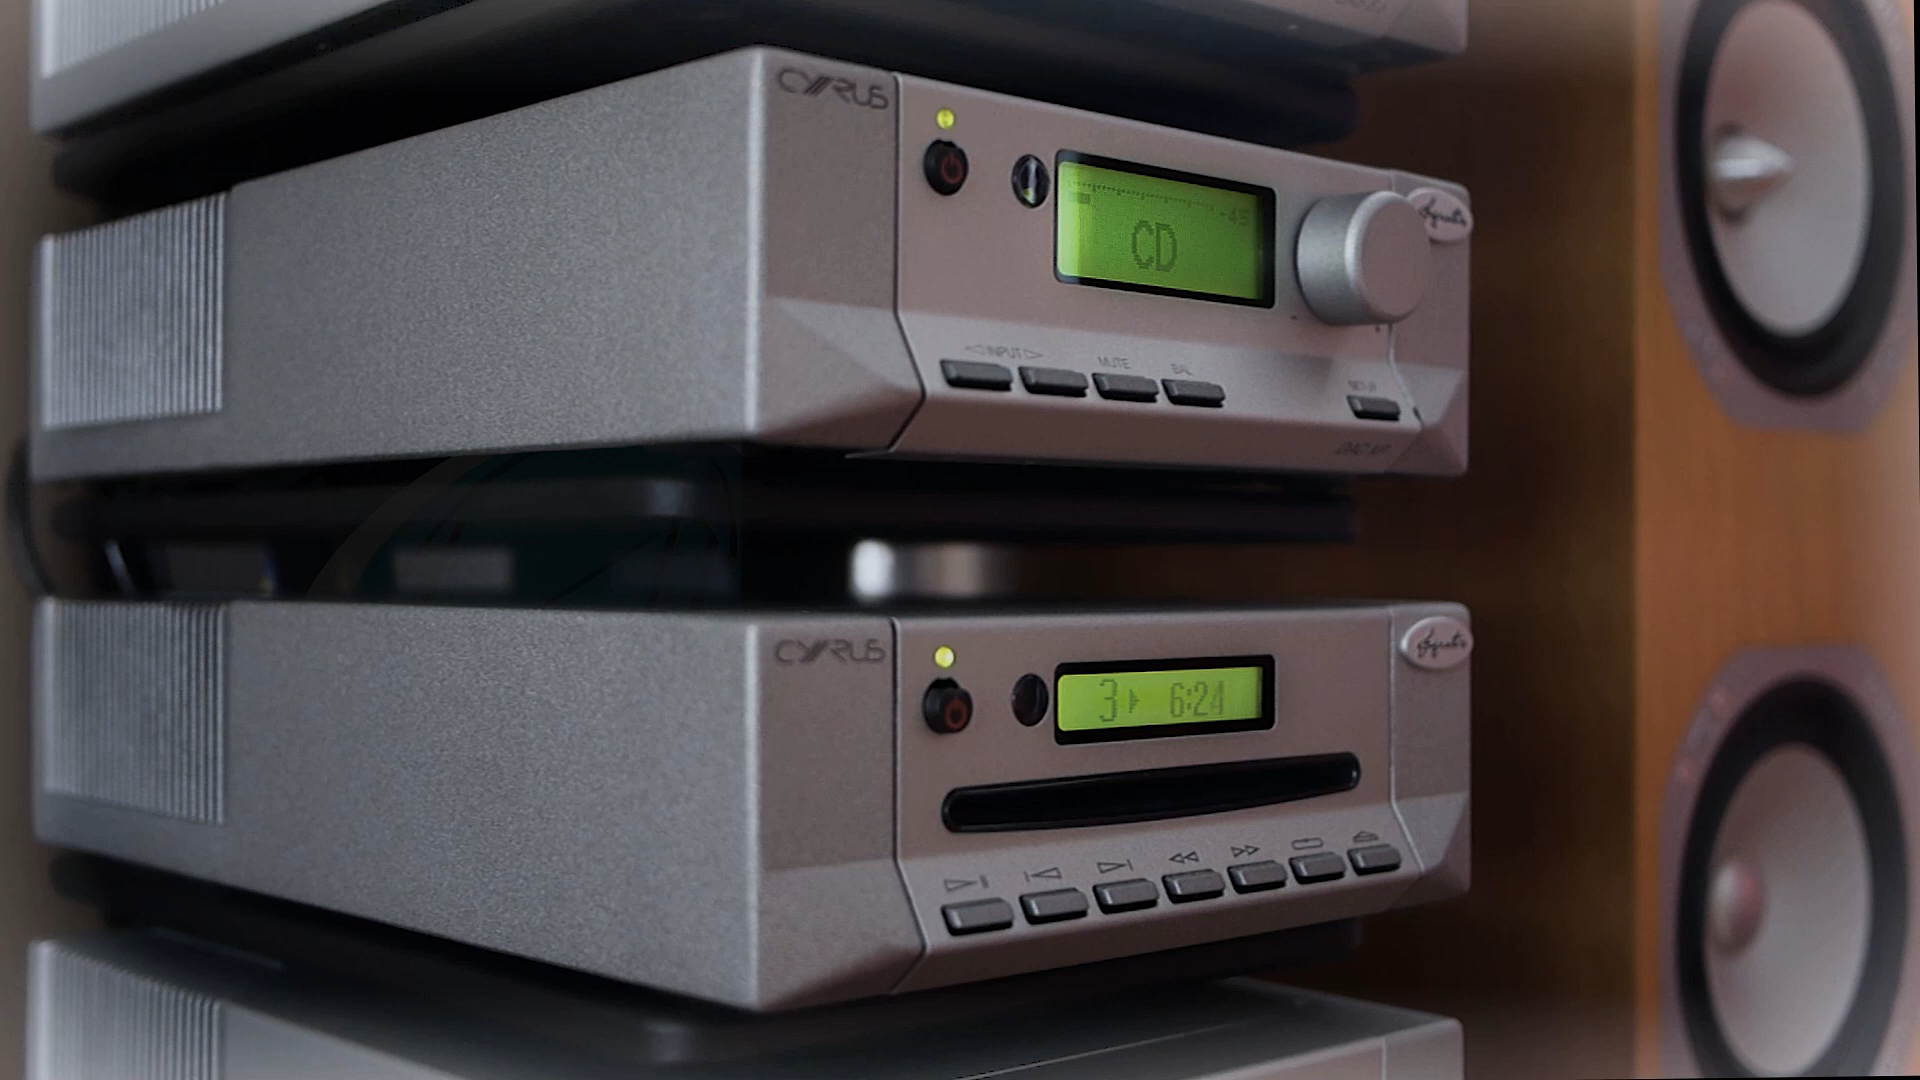 CYRUS
-45
CD
INPUT
MUTE
BAL
CYRUS
3 6:24